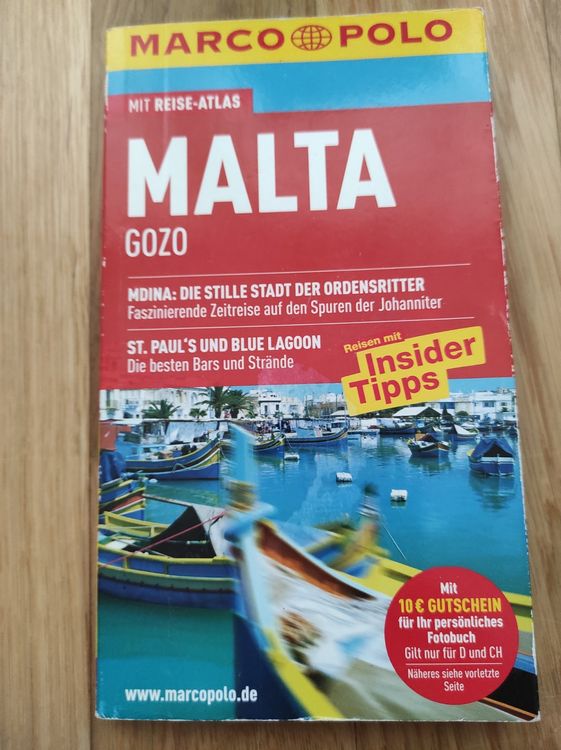 MARCO POLO
MIT REISE-ATLAS
MALTA
GOZO
MDINA: DIE STILLE STADT DER ORDENSRITTER
Faszinierende Zeitreise auf den Spuren der Johanniter
ST. PAUL'S UND BLUE LAGOON
Die besten Bars und Strände
Reisen mit
Insider
Tipps
Mit
10 € GUTSCHEIN
für Ihr persönliches
Fotobuch
Gilt nur für D und CH
Näheres siehe vorletzte
Seite
www.marcopolo.de